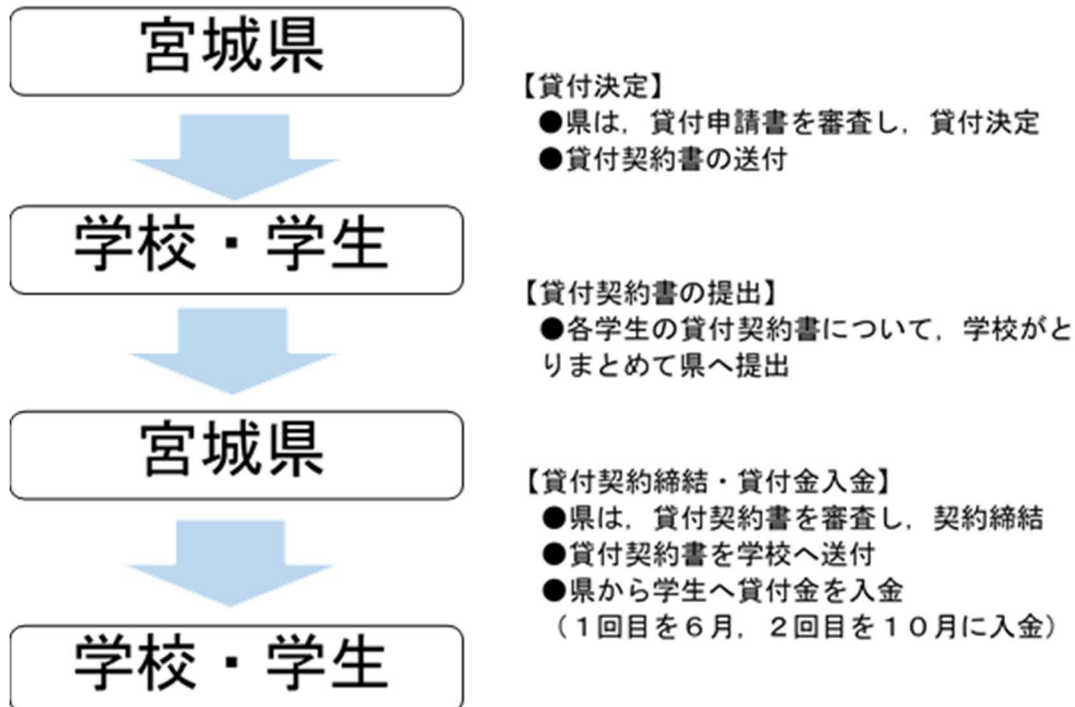 宮城県
【貸付決定】
●県は，貸付申請書を審査し，貸付決定
●貸付契約書の送付
学校・学生
【貸付契約書の提出】
●各学生の貸付契約書について，学校がと
りまとめて県へ提出
宮城県
【貸付契約締結・貸付金入金】
●県は，貸付契約書を審査し，契約締結
●貸付契約書を学校へ送付
●県から学生へ貸付金を入金
（１回目を６月，２回目を１０月に入金）
学校・学生